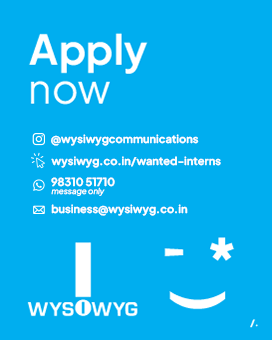 Apply
now
@wysiwygcommunications
wysiwyg.co.in/wanted-interns
98310 51710
message only
business@wysiwyg.co.in
WYSIWYG